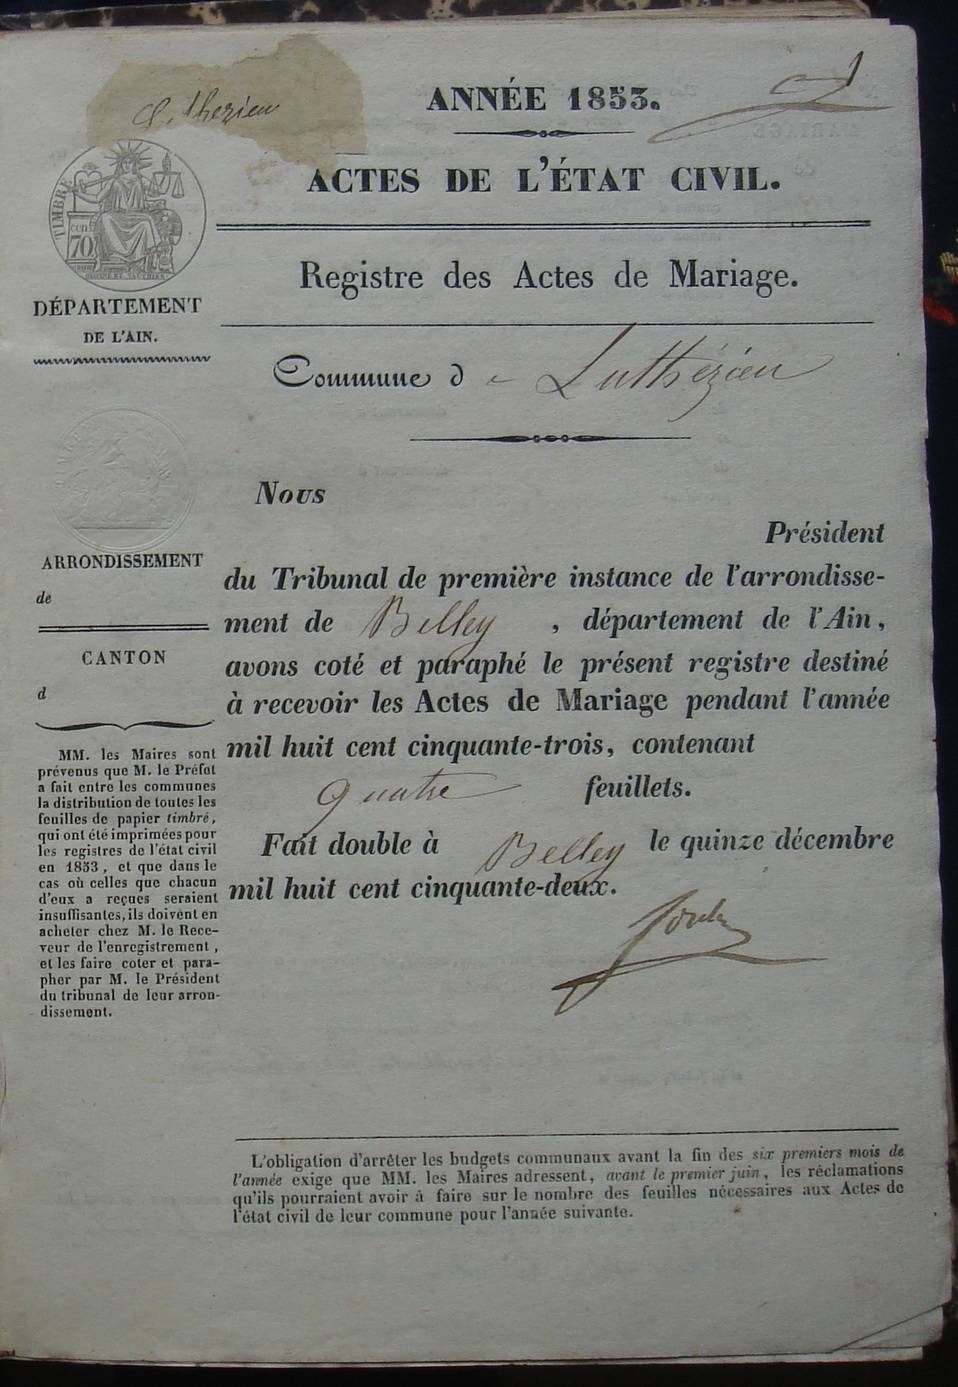 Luthezieu
ANNÉE 1853.
ACTES DE L'ÉTAT CIVIL.
TIMBRE
cen
70
DÉPARTEMENT
DE L'AIN.
Registre des Actes de Mariage.
Commune de Luthézieu
Nous
Président
ARRONDISSEMENT
de
CANTON
d
du Tribunal de première instance de l'arrondisse-
ment de Belley, département de l'Ain,
avons coté et paraphé le présent registre destiné
à recevoir les Actes de Mariage pendant l'année
mil huit cent cinquante-trois, contenant
quatre feuillets.
Fait double à Belley le quinze décembre
mil huit cent cinquante-deux.
MM. les Maires sont
prévenus que M. le Préfet
a fait entre les communes
la distribution de toutes les
feuilles de papier timbré,
qui ont été imprimées pour
les registres de l'état civil
en 1853, et que dans le
cas où celles que chacun
d'eux a reçues seraient
insuffisantes, ils doivent en
acheter chez M. le Rece-
veur de l'enregistrement,
et les faire coter et para-
pher par M. le Président
du tribunal de leur arron-
dissement.
L'obligation d'arrêter les budgets communaux avant la fin des six premiers mois de
l'année exige que MM. les Maires adressent, avant le premier juin, les réclamations
qu'ils pourraient avoir à faire sur le nombre des feuilles nécessaires aux Actes de
l'état civil de leur commune pour l'année suivante.